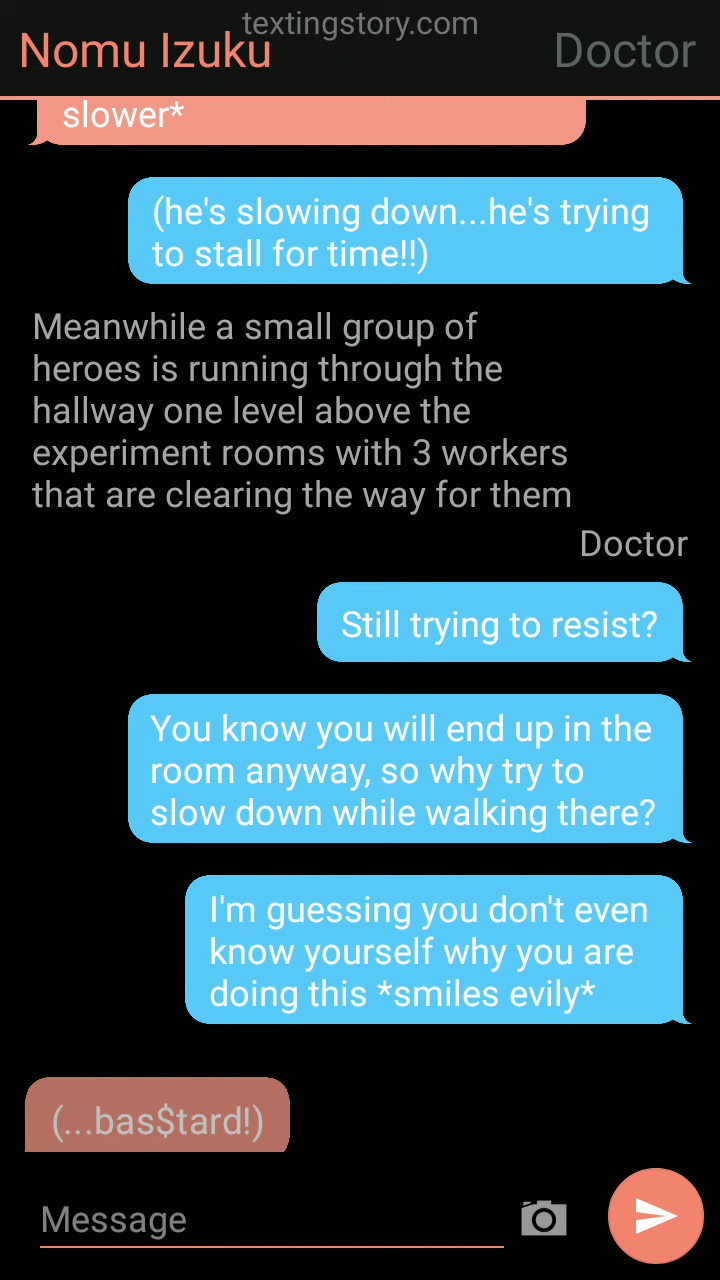 textingstory.com
Nomu Izuku
Doctor
slower*
(he's slowing down...he's trying
to stall for time!!)
Meanwhile a small group of
heroes is running through the
hallway one level above the
experiment rooms with 3 workers
that are clearing the way for them
Doctor
Still trying to resist?
You know you will end up in the
room anyway, so why try to
slow down while walking there?
I'm guessing you don't even
know yourself why you are
doing this *smiles evily*
(...bas$tard!)
Message